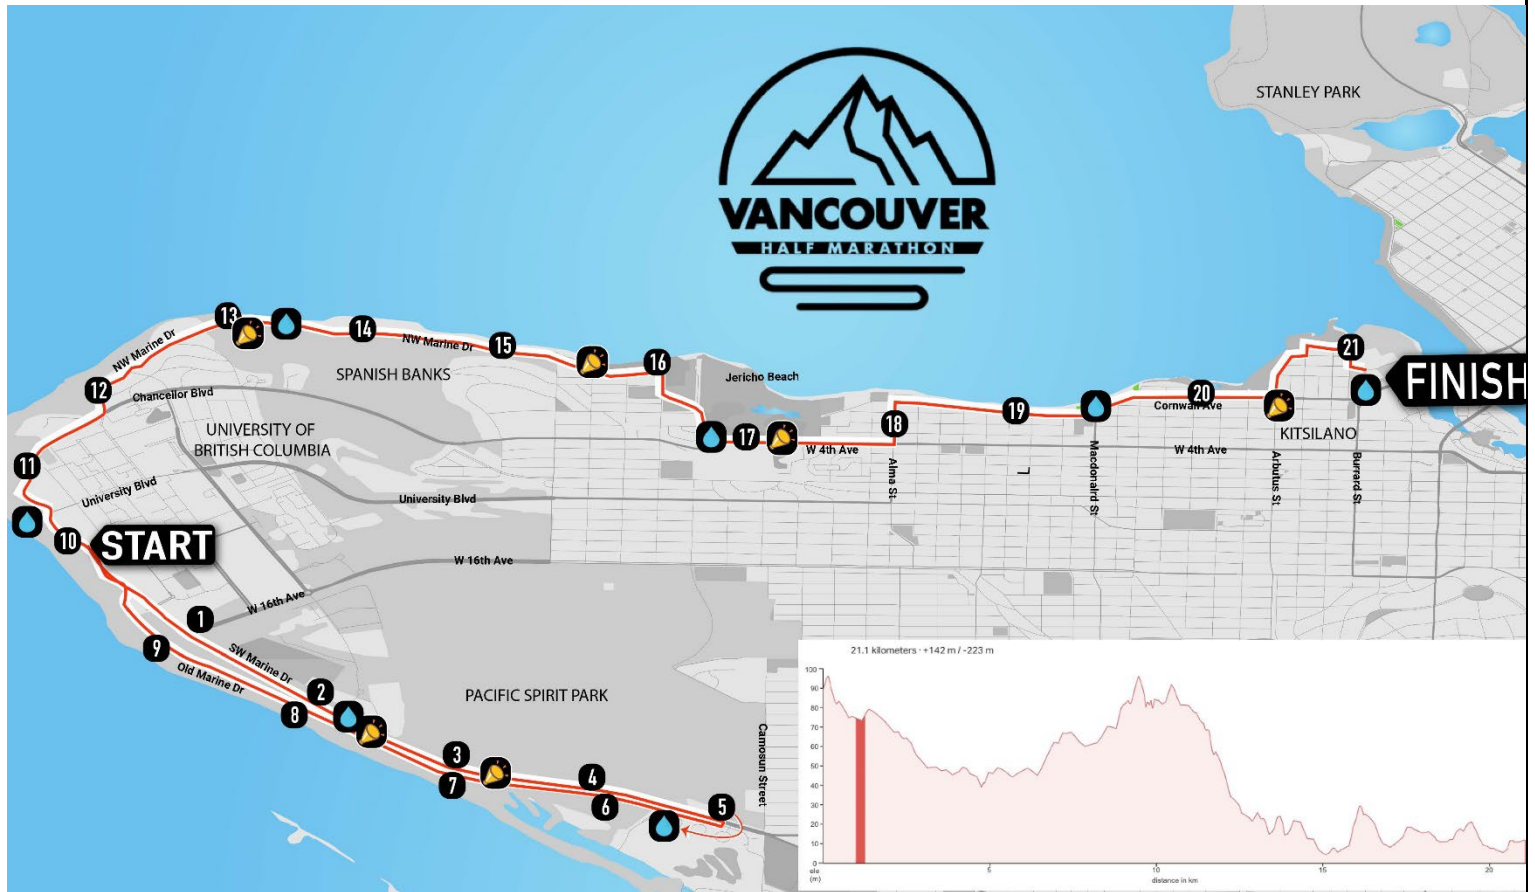 STANLEY PARK
VANCOUVER
HALF MARATHON
13
14
15
16
NW Marine Dr
NW Marine Dr
SPANISH BANKS
Jericho Beach
21
FINISH
12
Chancellor Blvd
20
Cornwall Ave
19
18
17
KITSILANO
UNIVERSITY OF
BRITISH COLUMBIA
W 4th Ave
W 4th Ave
11
University Blvd
University Blvd
Alma St
Macdonalrd St
Arbutus St
Burrard St
10
START
W 16th Ave
W 16th Ave
1
9
SW Marine Dr
Old Marine Dr
2
8
PACIFIC SPIRIT PARK
3
7
4
6
5
Camosun Street
21.1 kilometers · +142 m / -223 m
100
90
80
70
60
50
40
30
20
10
0
ele
(m)
5
10
15
20
distance in km